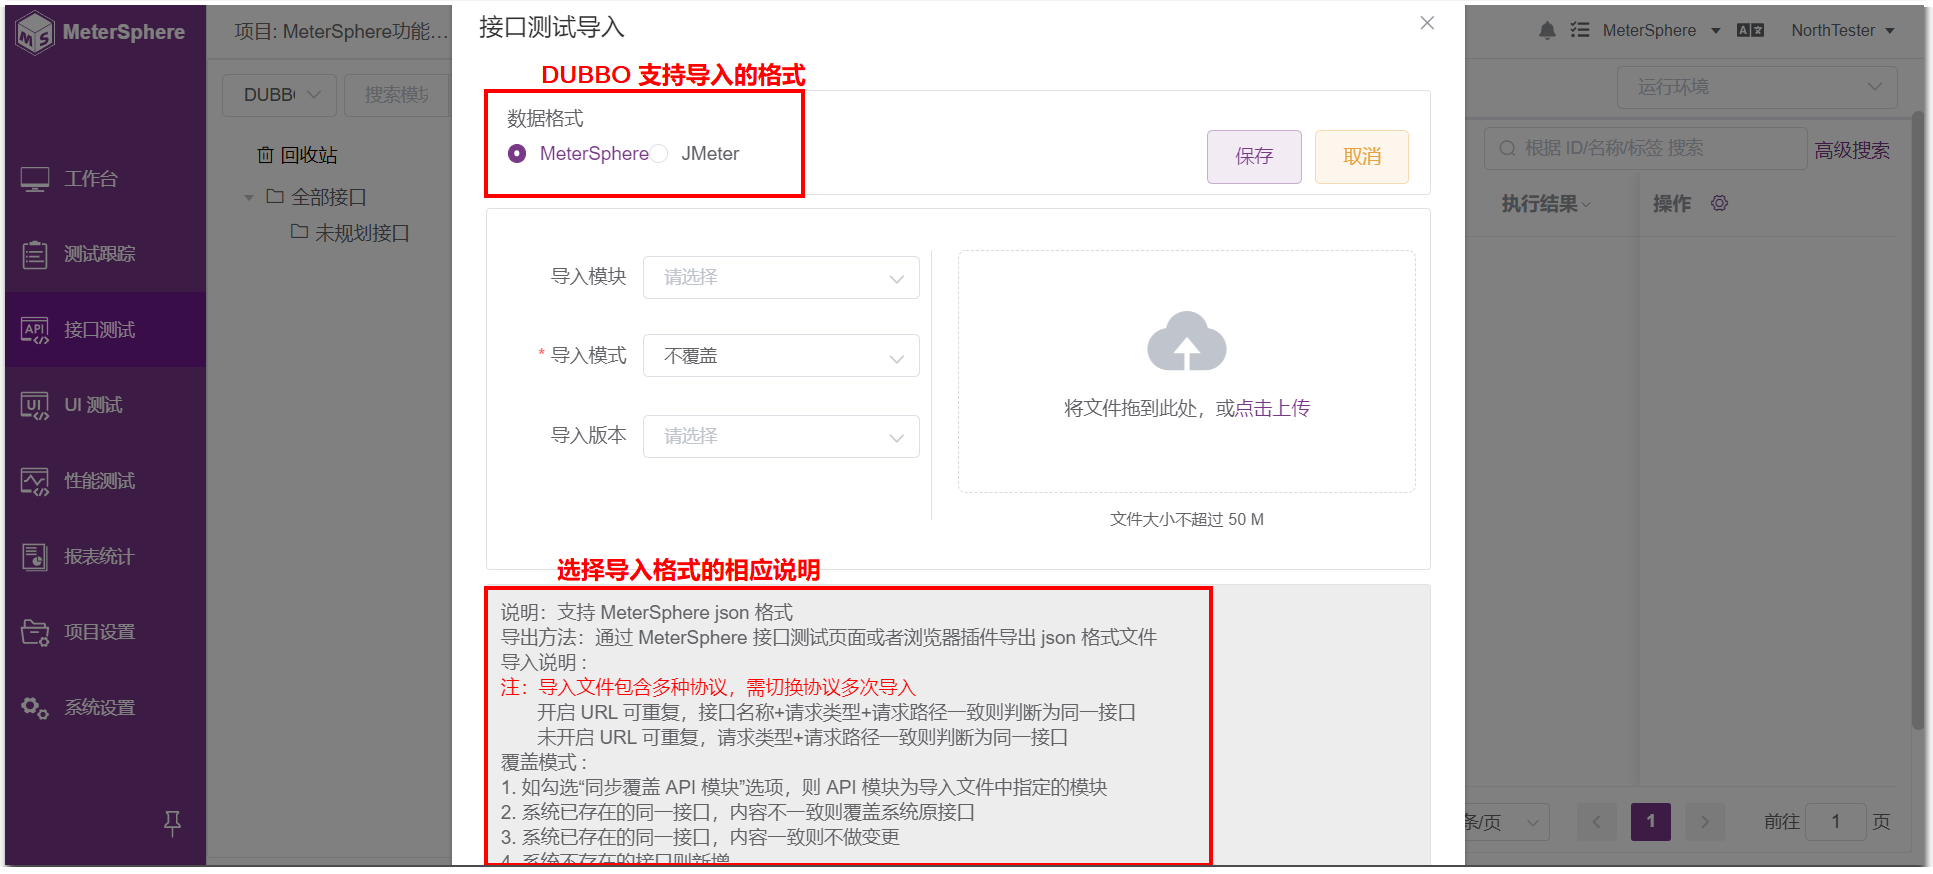 MeterSphere
工作台
测试跟踪
API
接口测试
UI
UI 测试
性能测试
报表统计
项目设置
系统设置
项目: MeterSphere功能...
DUBB
搜索模块
回收站
全部接口
未规划接口
接口测试导入
DUBBO 支持导入的格式
数据格式
MeterSphere
JMeter
保存
取消
导入模块
请选择
* 导入模式
不覆盖
导入版本
请选择
将文件拖到此处，或点击上传
文件大小不超过 50 M
选择导入格式的相应说明
说明：支持 MeterSphere json 格式
导出方法：通过 MeterSphere 接口测试页面或者浏览器插件导出 json 格式文件
导入说明 :
注：导入文件包含多种协议，需切换协议多次导入
开启 URL 可重复，接口名称+请求类型+请求路径一致则判断为同一接口
未开启 URL 可重复，请求类型+请求路径一致则判断为同一接口
覆盖模式 :
1. 如勾选“同步覆盖 API 模块”选项，则 API 模块为导入文件中指定的模块
2. 系统已存在的同一接口，内容不一致则覆盖系统原接口
3. 系统已存在的同一接口，内容一致则不做变更
4. 系统不存在的接口则新增
MeterSphere
NorthTester
运行环境
根据 ID/名称/标签 搜索
高级搜索
执行结果
操作
条/页
1
前往
1
页